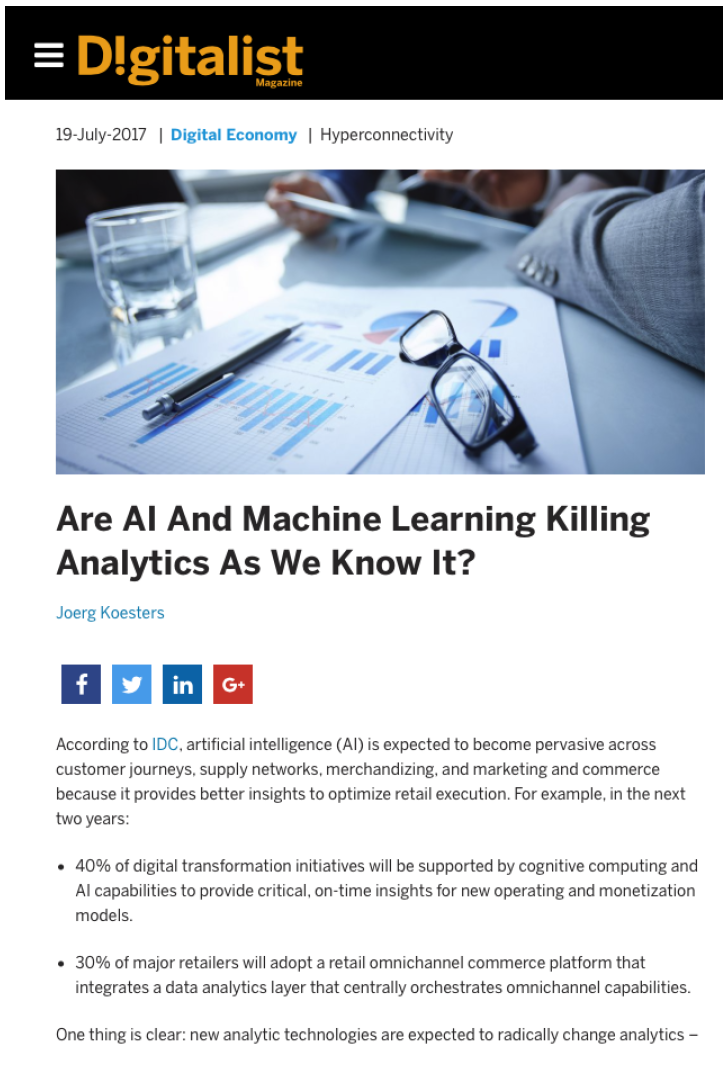 D!gitalist
Magazine
19-July-2017 | Digital Economy | Hyperconnectivity
Are AI And Machine Learning Killing
Analytics As We Know It?
Joerg Koesters
f in G+
According to IDC, artificial intelligence (AI) is expected to become pervasive across
customer journeys, supply networks, merchandizing, and marketing and commerce
because it provides better insights to optimize retail execution. For example, in the next
two years:
• 40% of digital transformation initiatives will be supported by cognitive computing and
AI capabilities to provide critical, on-time insights for new operating and monetization
models.
• 30% of major retailers will adopt a retail omnichannel commerce platform that
integrates a data analytics layer that centrally orchestrates omnichannel capabilities.
One thing is clear: new analytic technologies are expected to radically change analytics –